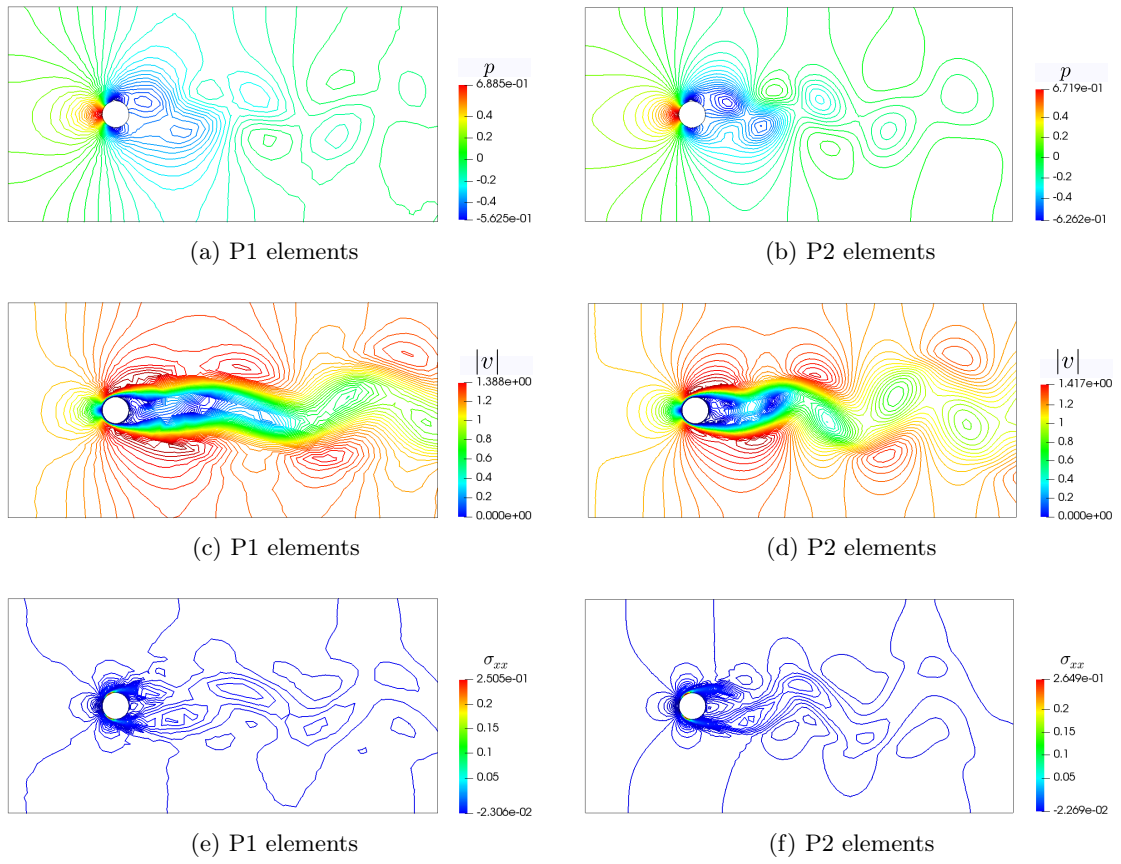 p
6.885e-01
0.4
0.2
0
-0.2
-0.4
-5.625e-01
(a) P1 elements
p
6.719e-01
0.4
0.2
0
-0.2
-0.4
-6.262e-01
(b) P2 elements
|v|
1.388e+00
1.2
1
0.8
0.6
0.4
0.2
0.000e+00
(c) P1 elements
|v|
1.417e+00
1.2
1
0.8
0.6
0.4
0.2
0.000e+00
(d) P2 elements
σxx
2.505e-01
0.2
0.15
0.1
0.05
-2.306e-02
(e) P1 elements
σxx
2.649e-01
0.2
0.15
0.1
0.05
-2.269e-02
(f) P2 elements